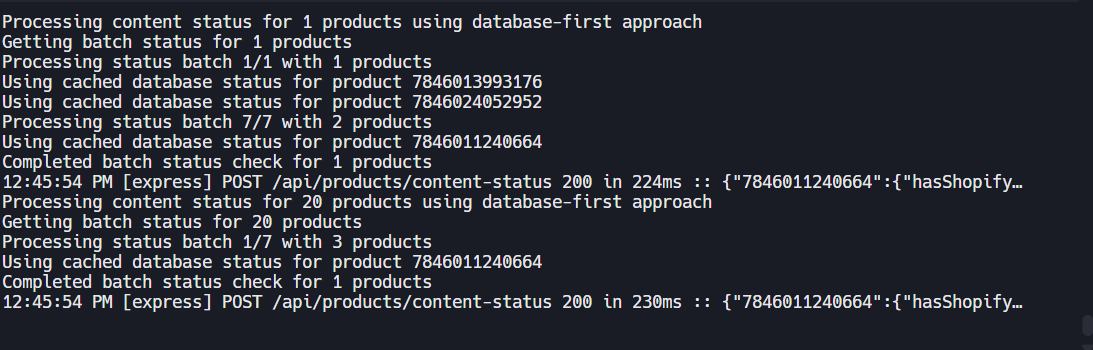 Processing content status for 1 products using database-first approach
Getting batch status for 1 products
Processing status batch 1/1 with 1 products
Using cached database status for product 7846013993176
Using cached database status for product 7846024052952
Processing status batch 7/7 with 2 products
Using cached database status for product 7846011240664
Completed batch status check for 1 products
12:45:54 PM [express] POST /api/products/content-status 200 in 224ms :: {"7846011240664":{"hasShopify…
Processing content status for 20 products using database-first approach
Getting batch status for 20 products
Processing status batch 1/7 with 3 products
Using cached database status for product 7846011240664
Completed batch status check for 1 products
12:45:54 PM [express] POST /api/products/content-status 200 in 230ms :: {"7846011240664":{"hasShopify…